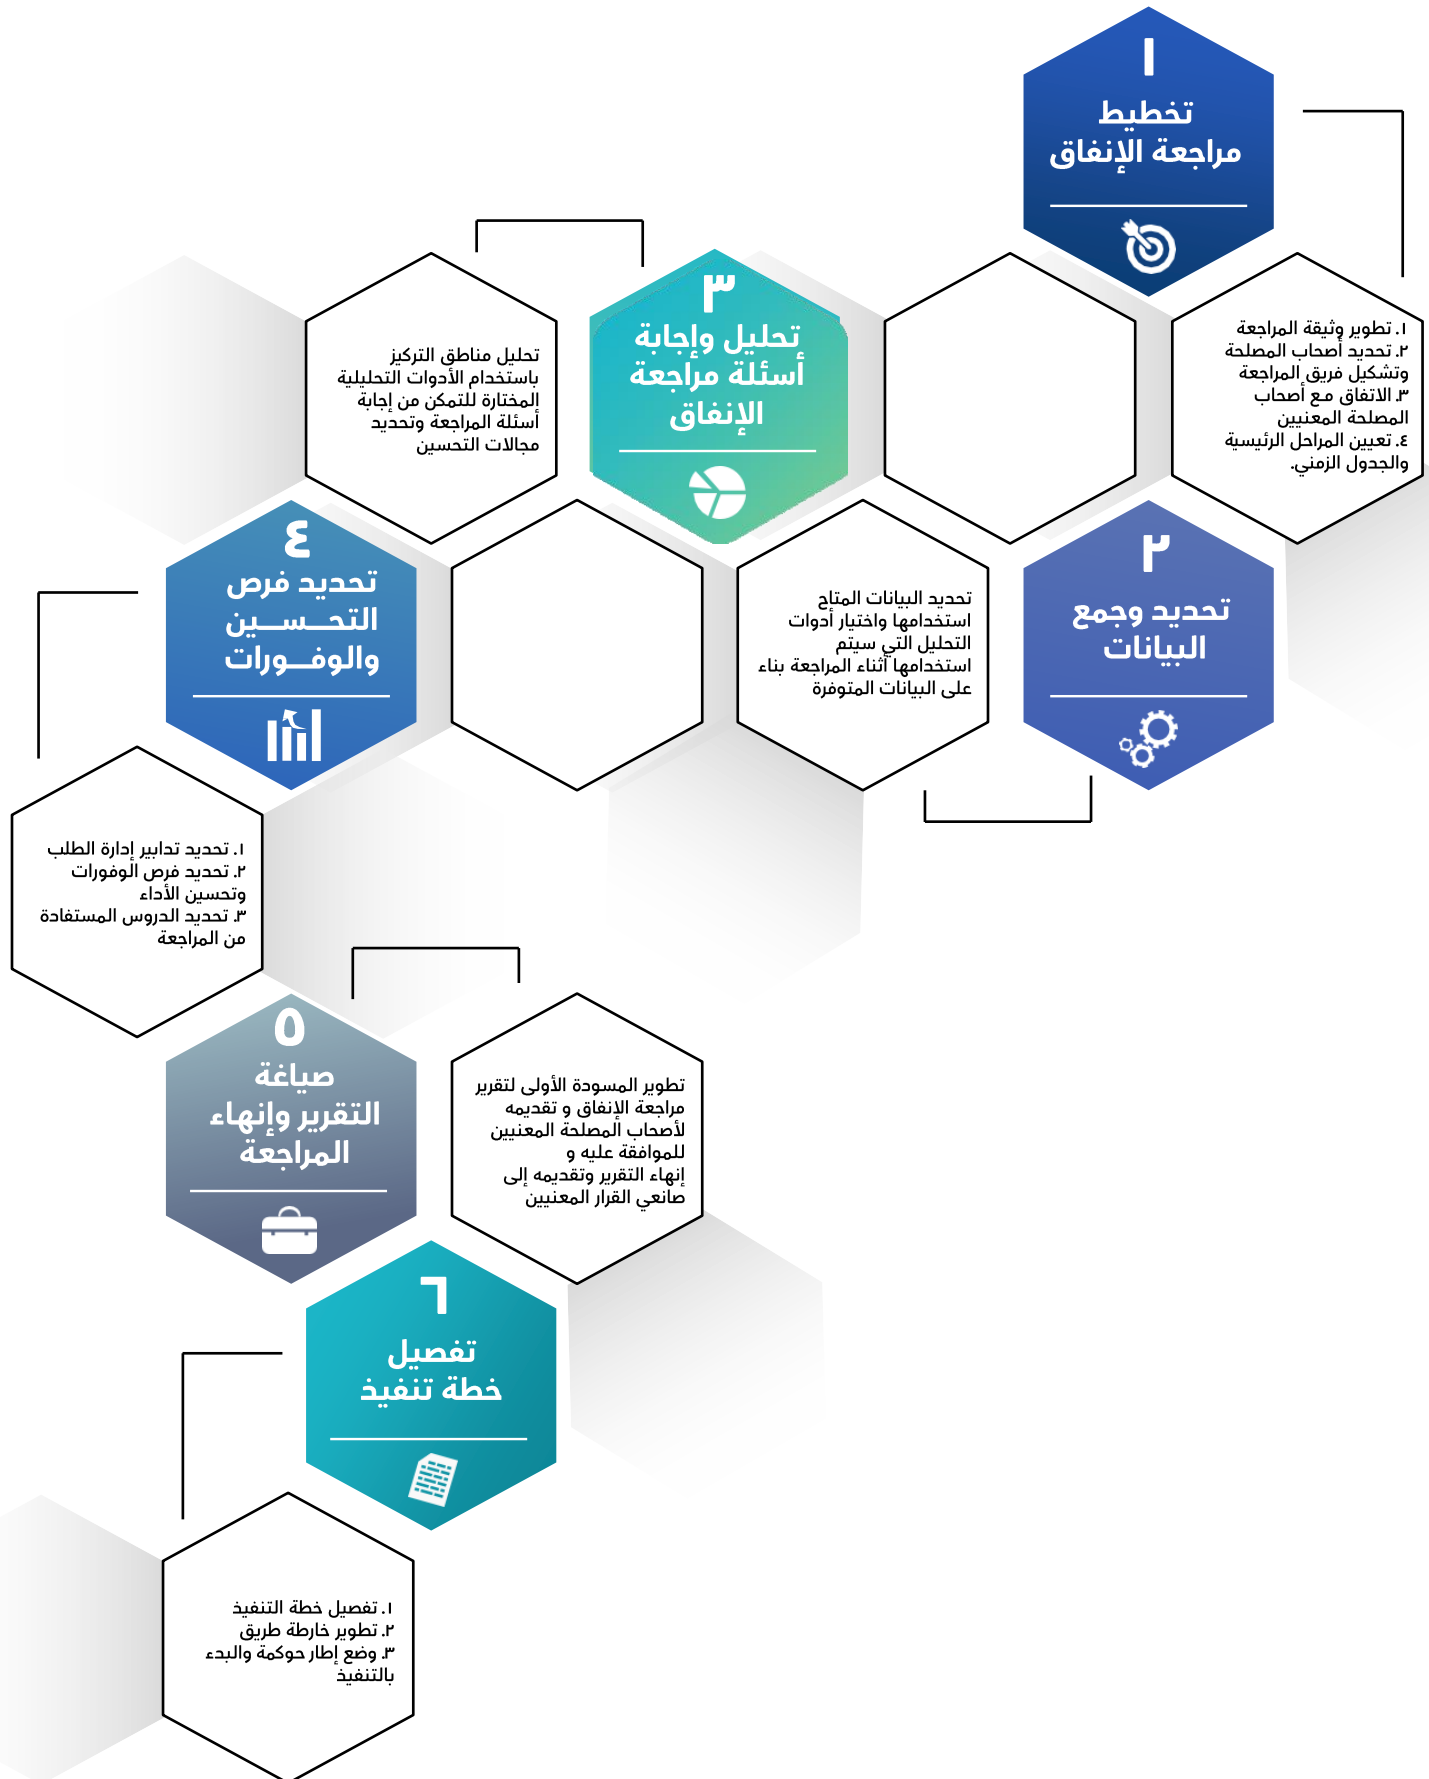 ١
تخطيط
مراجعة الإنفاق
١. تطوير وثيقة المراجعة
٢. تحديد أصحاب المصلحة
وتشكيل فريق المراجعة
٣. الاتفاق مع أصحاب
المصلحة المعنيين
٤. تعيين المراحل الرئيسية
والجدول الزمني.
٢
تحديد وجمع
البيانات
تحديد البيانات المتاح
استخدامها واختيار أدوات
التحليل التي سيتم
استخدامها أثناء المراجعة بناء
على البيانات المتوفرة
٣
تحليل وإجابة
أسئلة مراجعة
الإنفاق
تحليل مناطق التركيز
باستخدام الأدوات التحليلية
المختارة للتمكن من إجابة
أسئلة المراجعة وتحديد
مجالات التحسين
٤
تحديد فرص
التحـــسـين
والوفــورات
١. تحديد تدابير إدارة الطلب
٢. تحديد فرص الوفورات
وتحسين الأداء
٣. تحديد الدروس المستفادة
من المراجعة
٥
صياغة
التقرير وإنهاء
المراجعة
تطوير المسودة الأولى لتقرير
مراجعة الإنفاق و تقديمه
لأصحاب المصلحة المعنيين
للموافقة عليه و
إنهاء التقرير وتقديمه إلى
صانعي القرار المعنيين
٦
تفصيل
خطة تنفيذ
١. تفصيل خطة التنفيذ
٢. تطوير خارطة طريق
٣. وضع إطار حوكمة والبدء
بالتنفيذ